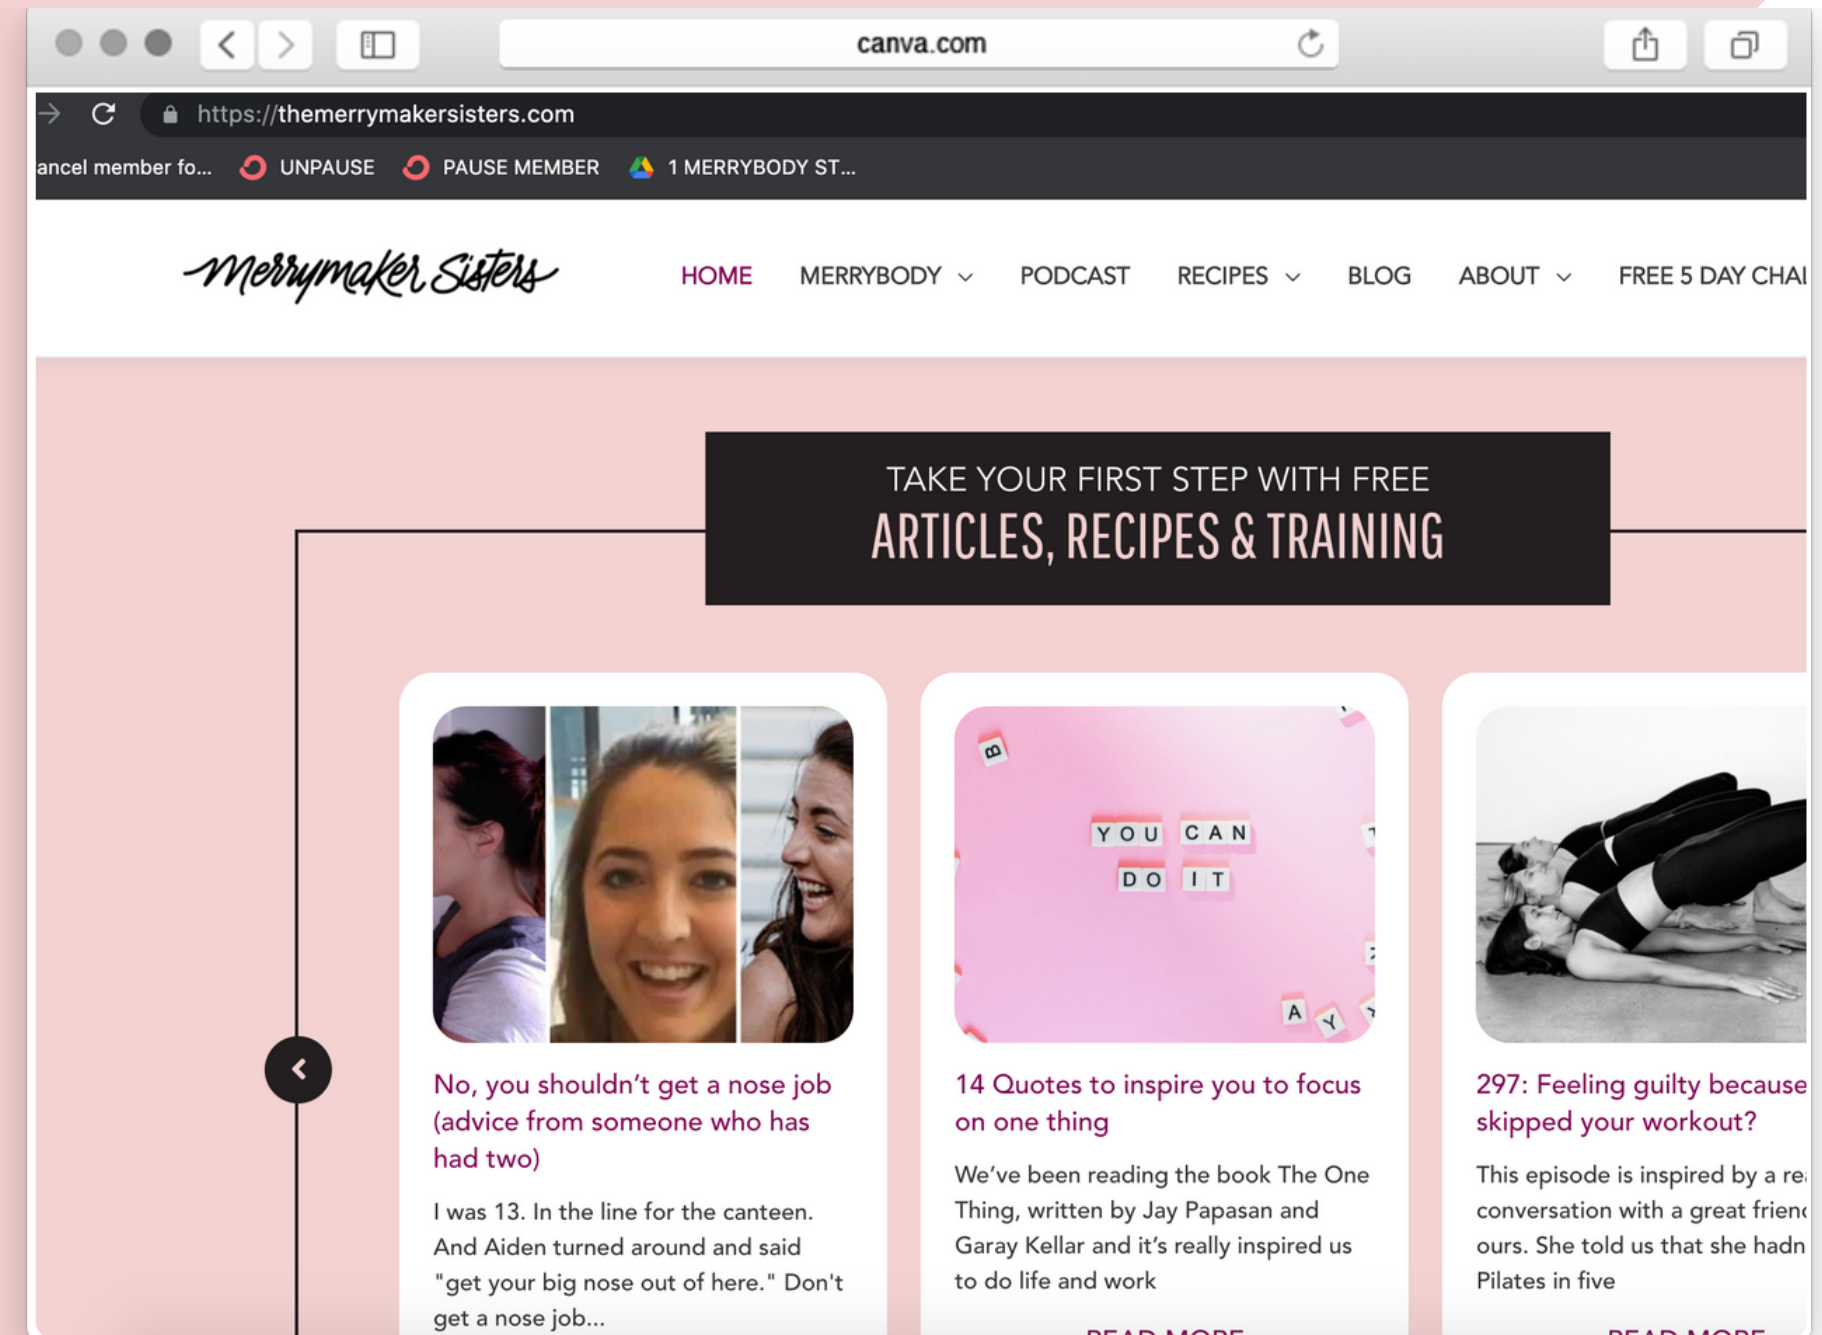 canva.com
https://themerrymakersisters.com
ancel member fo... UNPAUSE PAUSE MEMBER 1 MERRYBODY ST...
Merrymaker Sisters HOME MERRYBODY PODCAST RECIPES BLOG ABOUT FREE 5 DAY
TAKE YOUR FIRST STEP WITH FREE
ARTICLES, RECIPES & TRAINING
B
YOU CAN
DO IT
A Y
No, you shouldn't get a nose job
(advice from someone who has
had two)
I was 13. In the line for the canteen.
And Aiden turned around and said
"get your big nose out of here." Don't
get a nose job...
14 Quotes to inspire you to focus
on one thing
We've been reading the book The One
Thing, written by Jay Papasan and
Garay Kellar and it's really inspired us
to do life and work
READ MORE
297: Feeling guilty because
skipped your workout?
This episode is inspired by a
conversation with a great
ours. She told us that she
Pilates in five
READ MORE